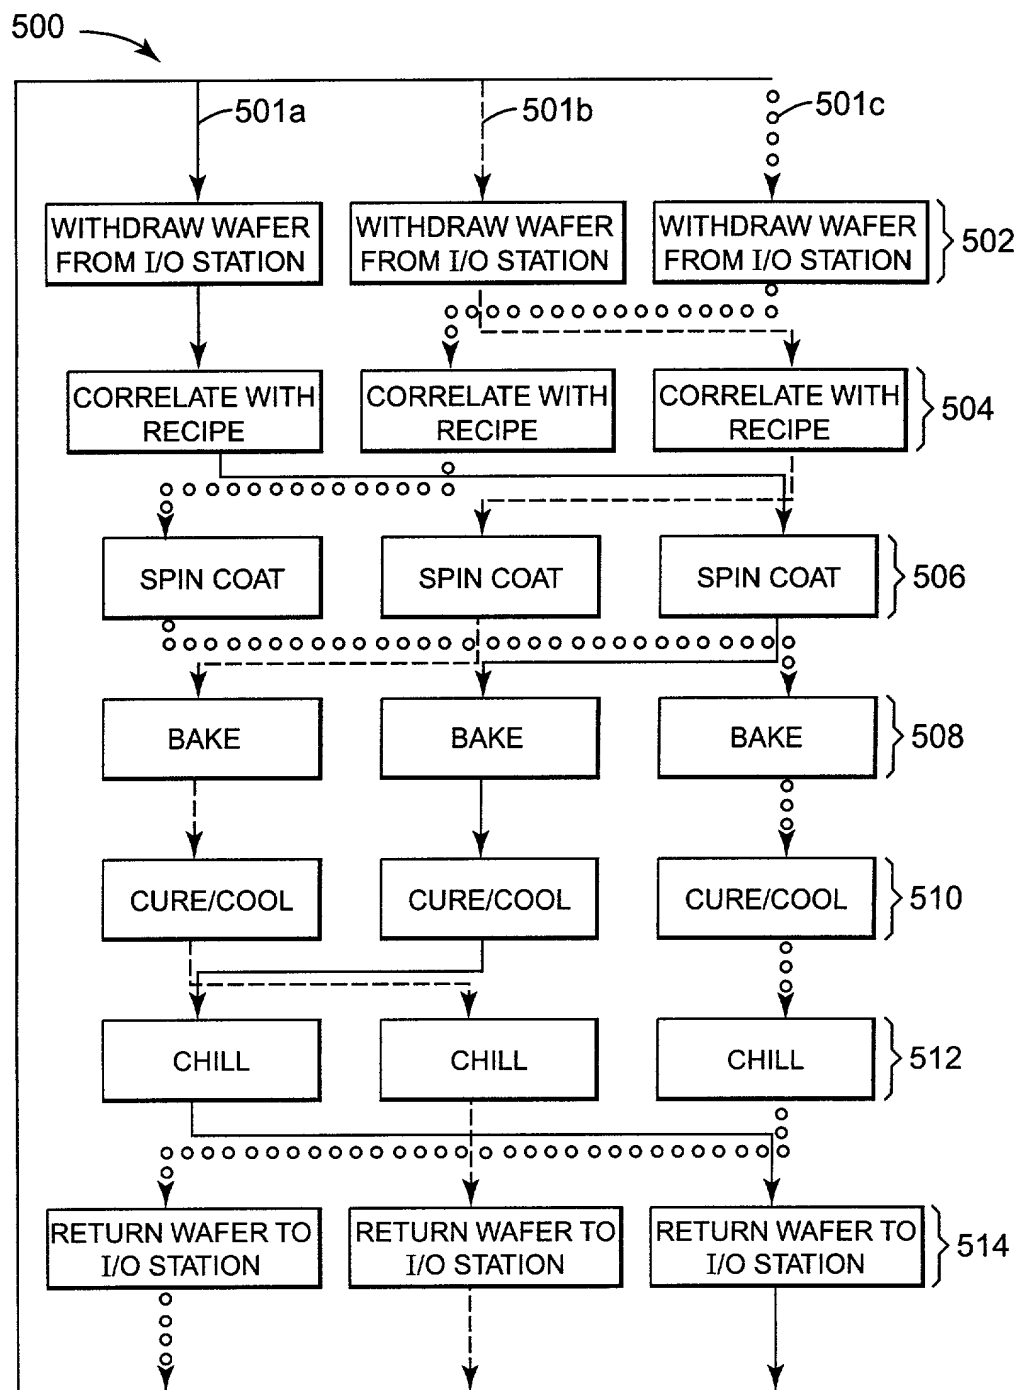 500
501a
501b
501c
WITHDRAW WAFER
FROM I/O STATION
WITHDRAW WAFER
FROM I/O STATION
WITHDRAW WAFER
FROM I/O STATION
502
CORRELATE WITH
RECIPE
CORRELATE WITH
RECIPE
CORRELATE WITH
RECIPE
504
SPIN COAT
SPIN COAT
SPIN COAT
506
BAKE
BAKE
BAKE
508
CURE/COOL
CURE/COOL
CURE/COOL
510
CHILL
CHILL
CHILL
512
RETURN WAFER TO
I/O STATION
RETURN WAFER TO
I/O STATION
RETURN WAFER TO
I/O STATION
514